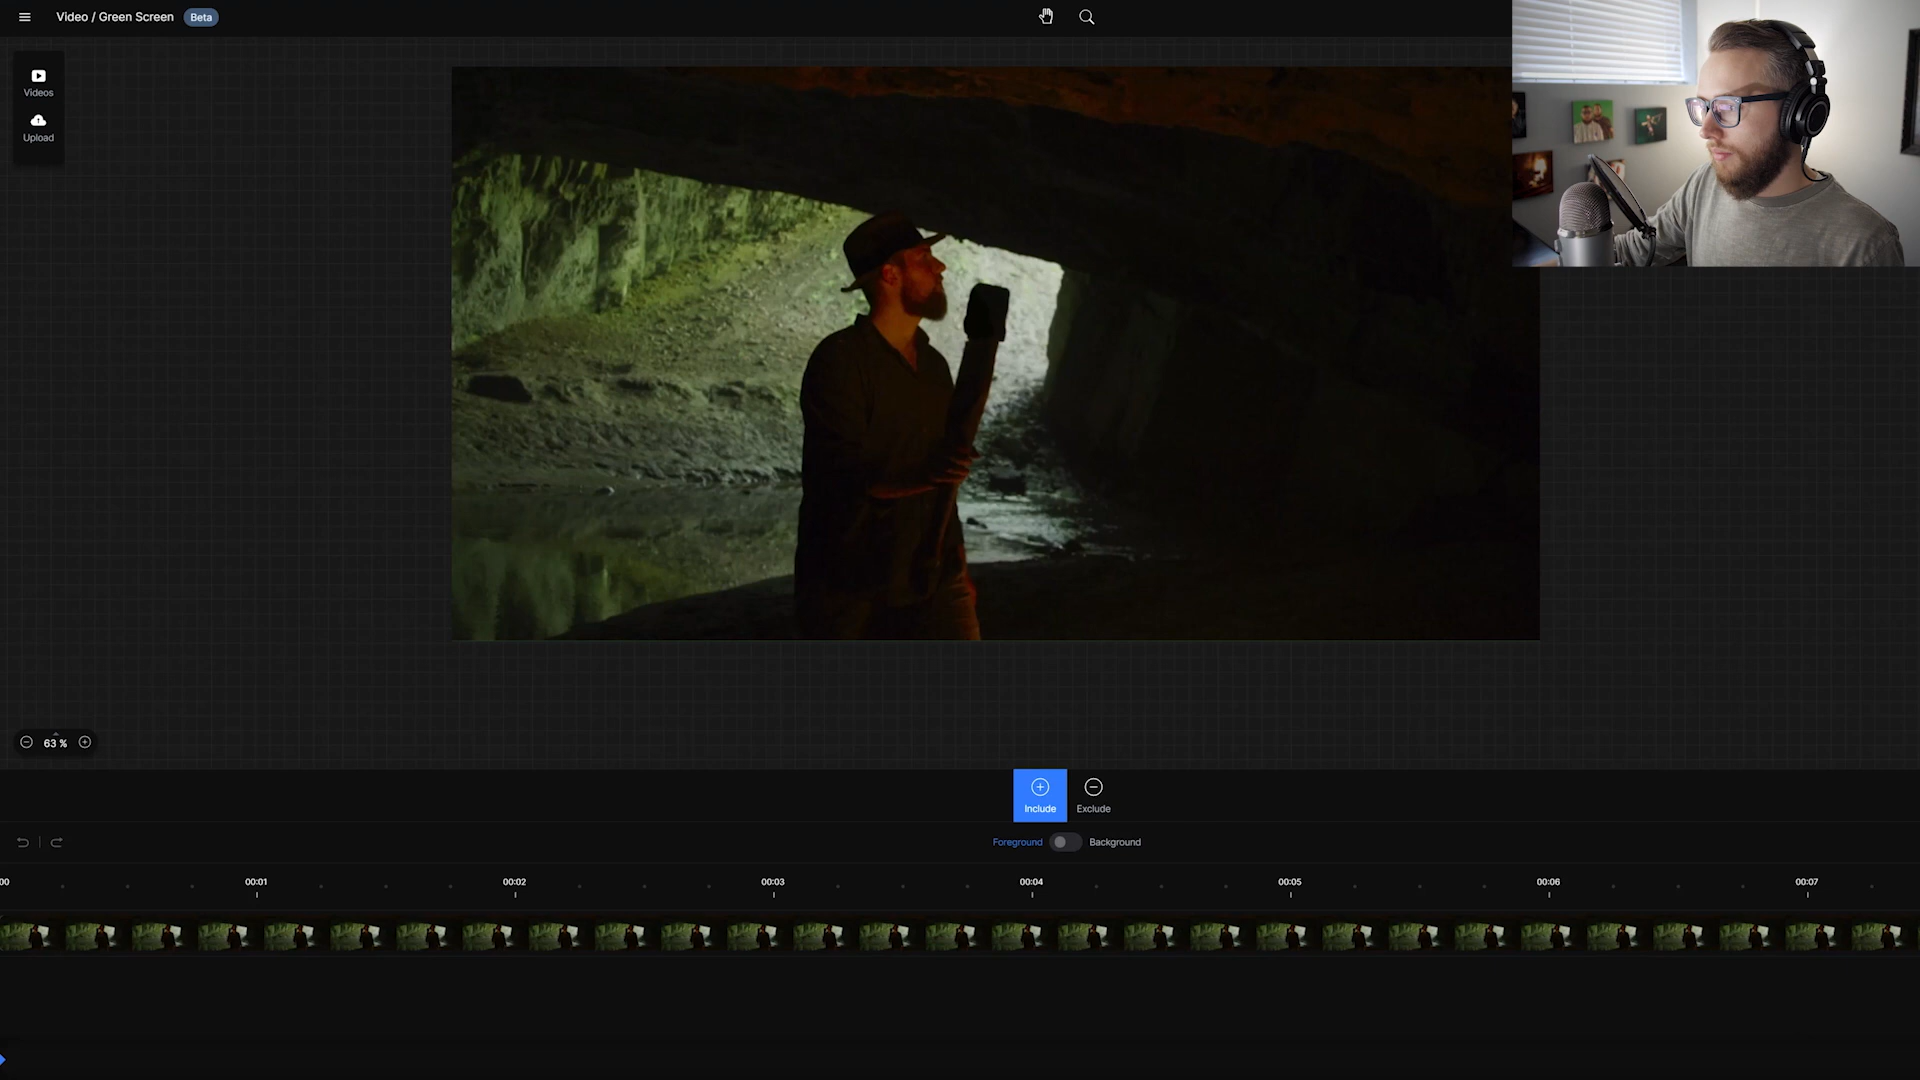 Video / Green Screen Beta
Videos
Upload
63 %
Include
Exclude
Foreground
Background
00
00:01
00:02
00:03
00:04
00:05
00:06
00:07